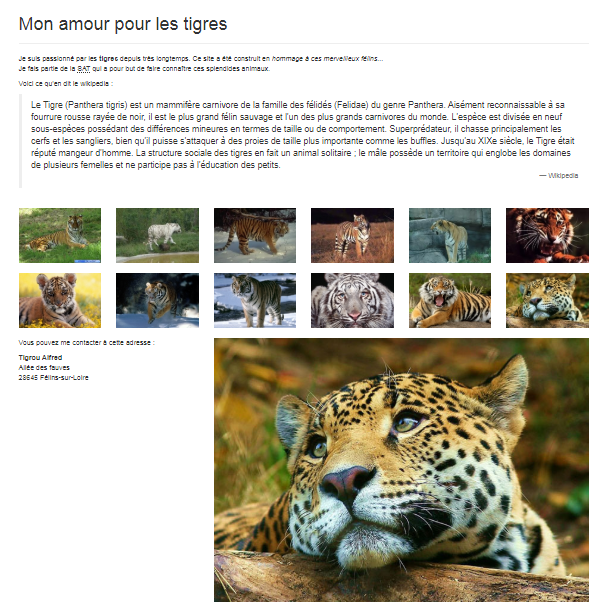 Mon amour pour les tigres
Je suis passionné par les tigres depuis très longtemps. Ce site a été construit en hommage à ces merveilleux félins...
Je fais partie de la SAT qui a pour but de faire connaître ces splendides animaux.
Voici ce qu'en dit le wikipedia :
Le Tigre (Panthera tigris) est un mammifère carnivore de la famille des félidés (Felidae) du genre Panthera. Aisément reconnaissable à sa
fourrure rousse rayée de noir, il est le plus grand félin sauvage et l'un des plus grands carnivores du monde. L'espèce est divisée en neuf
sous-espèces possédant des différences mineures en termes de taille ou de comportement. Superprédateur, il chasse principalement les
cerfs et les sangliers, bien qu'il puisse s'attaquer à des proies de taille plus importante comme les buffles. Jusqu'au XIXe siècle, le Tigre était
réputé mangeur d'homme. La structure sociale des tigres en fait un animal solitaire ; le mâle possède un territoire qui englobe les domaines
de plusieurs femelles et ne participe pas à l'éducation des petits.
— Wikipedia
Vous pouvez me contacter à cette adresse :
Tigrou Alfred
Allée des fauves
28645 Félins-sur-Loire